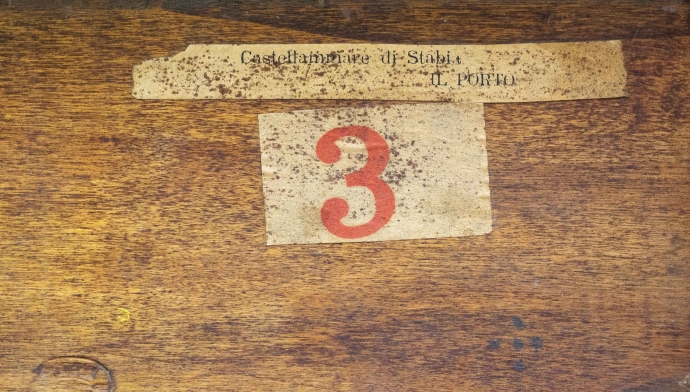 Castellammare di Stabia
IL PORTO
3